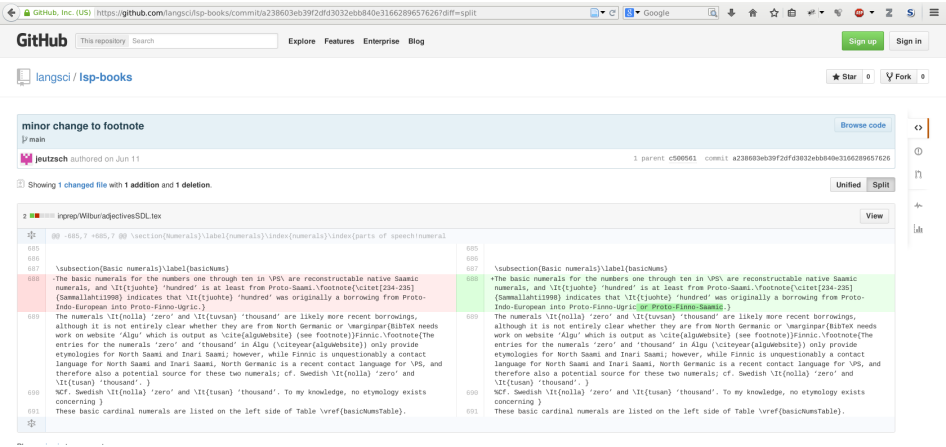 GitHub, Inc. (US) https://github.com/langsci/lsp-books/commit/a238603eb39f2dfd3032ebb840e3166289657626?diff=split
Google
GitHub This repository Search Explore Features Enterprise Blog Sign up Sign in
langsci / lsp-books Star 0 Fork 0
minor change to footnote Browse code
main
jeutzsch authored on Jun 11 1 parent c500561 commit a238603eb39f2dfd3032ebb840e3166289657626
Showing 1 changed file with 1 addition and 1 deletion. Unified Split
2 inprep/Wilbur/adjectivesSDL.tex View
@@ -685,7 +685,7 @@ \section{Numerals}\label{numerals}\index{numerals}\index{parts of speech!numeral
685
686
687 \subsection{Basic numerals}\label{basicNums}
688 -The basic numerals for the numbers one through ten in \PS\ are reconstructable native Saamic
numerals, and \It{tjuohte} ‘hundred’ is at least from Proto-Saami.\footnote{\citet[234-235]
{Sammallahti1998} indicates that \It{tjuohte} ‘hundred’ was originally a borrowing from Proto-
Indo-European into Proto-Finno-Ugric.}
689 The numerals \It{nolla} ‘zero’ and \It{tvsan} ‘thousand’ are likely more recent borrowings,
although it is not entirely clear whether they are from North Germanic or \marginpar{BibTeX needs
work on website ‘Álgu’ which is output as \cite{alguWebsite} (see footnote)}Finnic.\footnote{The
entries for the numerals ‘zero’ and ‘thousand’ in Álgu (\citeyear{alguWebsite}) only provide
etymologies for North Saami and Inari Saami; however, while Finnic is unquestionably a contact
language for North Saami and Inari Saami, North Germanic is a recent contact language for \PS, and
therefore also a potential source for these two numerals; cf. Swedish \It{nolla} ‘zero’ and
\It{tusan} ‘thousand’. }
690 %Cf. Swedish \It{nolla} ‘zero’ and \It{tusan} ‘thousand’. To my knowledge, no etymology exists
concerning }
691 These basic cardinal numerals are listed on the left side of Table \vref{basicNumsTable}.
685
686
687 \subsection{Basic numerals}\label{basicNums}
688 +The basic numerals for the numbers one through ten in \PS\ are reconstructable native Saamic
numerals, and \It{tjuohte} ‘hundred’ is at least from Proto-Saami.\footnote{\citet[234-235]
{Sammallahti1998} indicates that \It{tjuohte} ‘hundred’ was originally a borrowing from Proto-
Indo-European into Proto-Finno-Ugric or Proto-Finno-Saamic.}
689 The numerals \It{nolla} ‘zero’ and ‘thousand’ are likely more recent borrowings,
although it is not entirely clear whether they are from North Germanic or \marginpar{BibTeX needs
work on website ‘Álgu’ which is output as \cite{alguWebsite} (see footnote)}Finnic.\footnote{The
entries for the numerals ‘zero’ and ‘thousand’ in Álgu (\citeyear{alguWebsite}) only provide
etymologies for North Saami and Inari Saami; however, while Finnic is unquestionably a contact
language for North Saami and Inari Saami, North Germanic is a recent contact language for \PS, and
therefore also a potential source for these two numerals; cf. Swedish \It{nolla} ‘zero’ and
\It{tusan} ‘thousand’. }
690 %Cf. Swedish \It{nolla} ‘zero’ and \It{tusan} ‘thousand’. To my knowledge, no etymology exists
concerning }
691 These basic cardinal numerals are listed on the left side of Table \vref{basicNumsTable}.